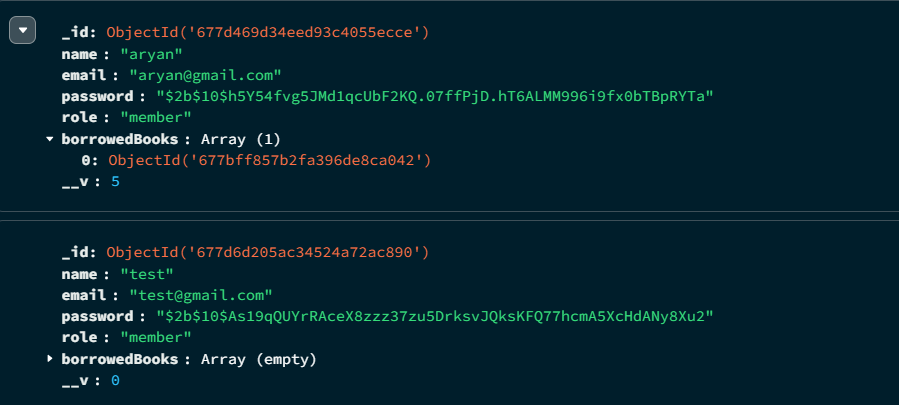 _id: ObjectId('677d469d34eed93c4055ecce')
name : "aryan"
email : "aryan@gmail.com"
password : "$2b$10$h5Y54fvg5JMd1qcUbF2KQ.07ffPjD.hT6ALMM996i9fx0bTBpRYTa"
role : "member"
borrowedBooks : Array (1)
0: ObjectId('677bff857b2fa396de8ca042')
__v : 5
_id: ObjectId('677d6d205ac34524a72ac890')
name : "test"
email : "test@gmail.com"
password : "$2b$10$As19qQUYrRAceX8zzz37zu5DrksvJQksKFQ77hcmA5XcHdANy8Xu2"
role : "member"
borrowedBooks : Array (empty)
__v : 0